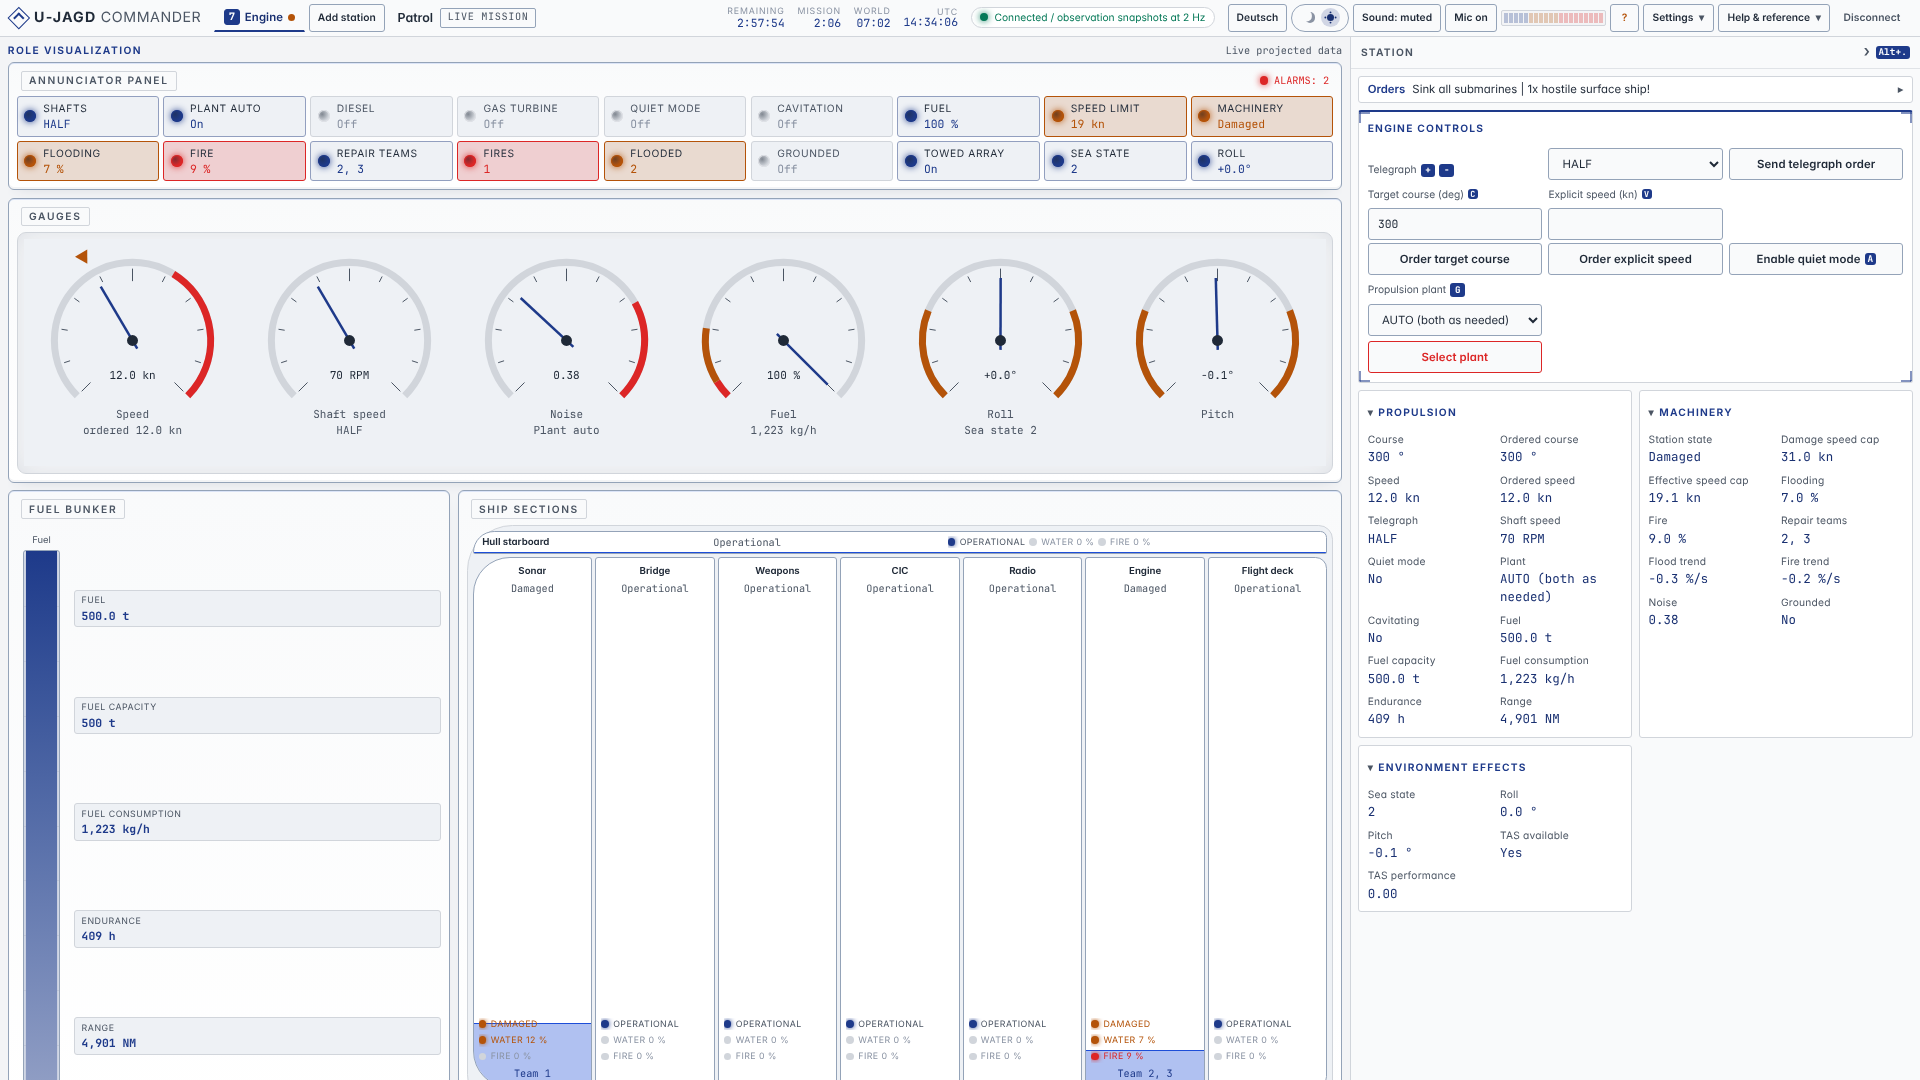 U-JAGD COMMANDER
7 Engine
Add station
Patrol
LIVE MISSION
REMAINING
2:57:54
MISSION
2:06
WORLD
07:02
UTC
14:34:06
Connected / observation snapshots at 2 Hz
Deutsch
Sound: muted
Mic on
?
Settings ▾
Help & reference ▾
Disconnect
ROLE VISUALIZATION
Live projected data
ANNUNCIATOR PANEL
ALARMS: 2
SHAFTS
HALF
PLANT AUTO
On
DIESEL
Off
GAS TURBINE
Off
QUIET MODE
Off
CAVITATION
Off
FUEL
100 %
SPEED LIMIT
19 kn
MACHINERY
Damaged
FLOODING
7 %
FIRE
9 %
REPAIR TEAMS
2, 3
FIRES
1
FLOODED
2
GROUNDED
Off
TOWED ARRAY
On
SEA STATE
2
ROLL
+0.0°
GAUGES
12.0 kn
Speed
ordered 12.0 kn
70 RPM
Shaft speed
HALF
0.38
Noise
Plant auto
100 %
Fuel
1,223 kg/h
+0.0°
Roll
Sea state 2
-0.1°
Pitch
FUEL BUNKER
Fuel
FUEL
500.0 t
FUEL CAPACITY
500 t
FUEL CONSUMPTION
1,223 kg/h
ENDURANCE
409 h
RANGE
4,901 NM
SHIP SECTIONS
Hull starboard
Operational
OPERATIONAL WATER 0 % FIRE 0 %
Sonar
Damaged
DAMAGED
WATER 12 %
FIRE 0 %
Team 1
Bridge
Operational
OPERATIONAL
WATER 0 %
FIRE 0 %
Weapons
Operational
OPERATIONAL
WATER 0 %
FIRE 0 %
CIC
Operational
OPERATIONAL
WATER 0 %
FIRE 0 %
Radio
Operational
OPERATIONAL
WATER 0 %
FIRE 0 %
Engine
Damaged
DAMAGED
WATER 7 %
FIRE 9 %
Team 2, 3
Flight deck
Operational
OPERATIONAL
WATER 0 %
FIRE 0 %
STATION
Alt+.
Orders Sink all submarines | 1x hostile surface ship!
ENGINE CONTROLS
Telegraph + -
HALF
Send telegraph order
Target course (deg) C
Explicit speed (kn) V
300
Order target course
Order explicit speed
Enable quiet mode A
Propulsion plant G
AUTO (both as needed)
Select plant
▾ PROPULSION
Course
300 °
Ordered course
300 °
Speed
12.0 kn
Ordered speed
12.0 kn
Telegraph
HALF
Shaft speed
70 RPM
Quiet mode
No
Plant
AUTO (both as
needed)
Cavitating
No
Fuel
500.0 t
Fuel capacity
500.0 t
Fuel consumption
1,223 kg/h
Endurance
409 h
Range
4,901 NM
▾ MACHINERY
Station state
Damaged
Damage speed cap
31.0 kn
Effective speed cap
19.1 kn
Flooding
7.0 %
Fire
9.0 %
Repair teams
2, 3
Flood trend
-0.3 %/s
Fire trend
-0.2 %/s
Noise
0.38
Grounded
No
▾ ENVIRONMENT EFFECTS
Sea state
2
Roll
0.0 °
Pitch
-0.1 °
TAS available
Yes
TAS performance
0.00